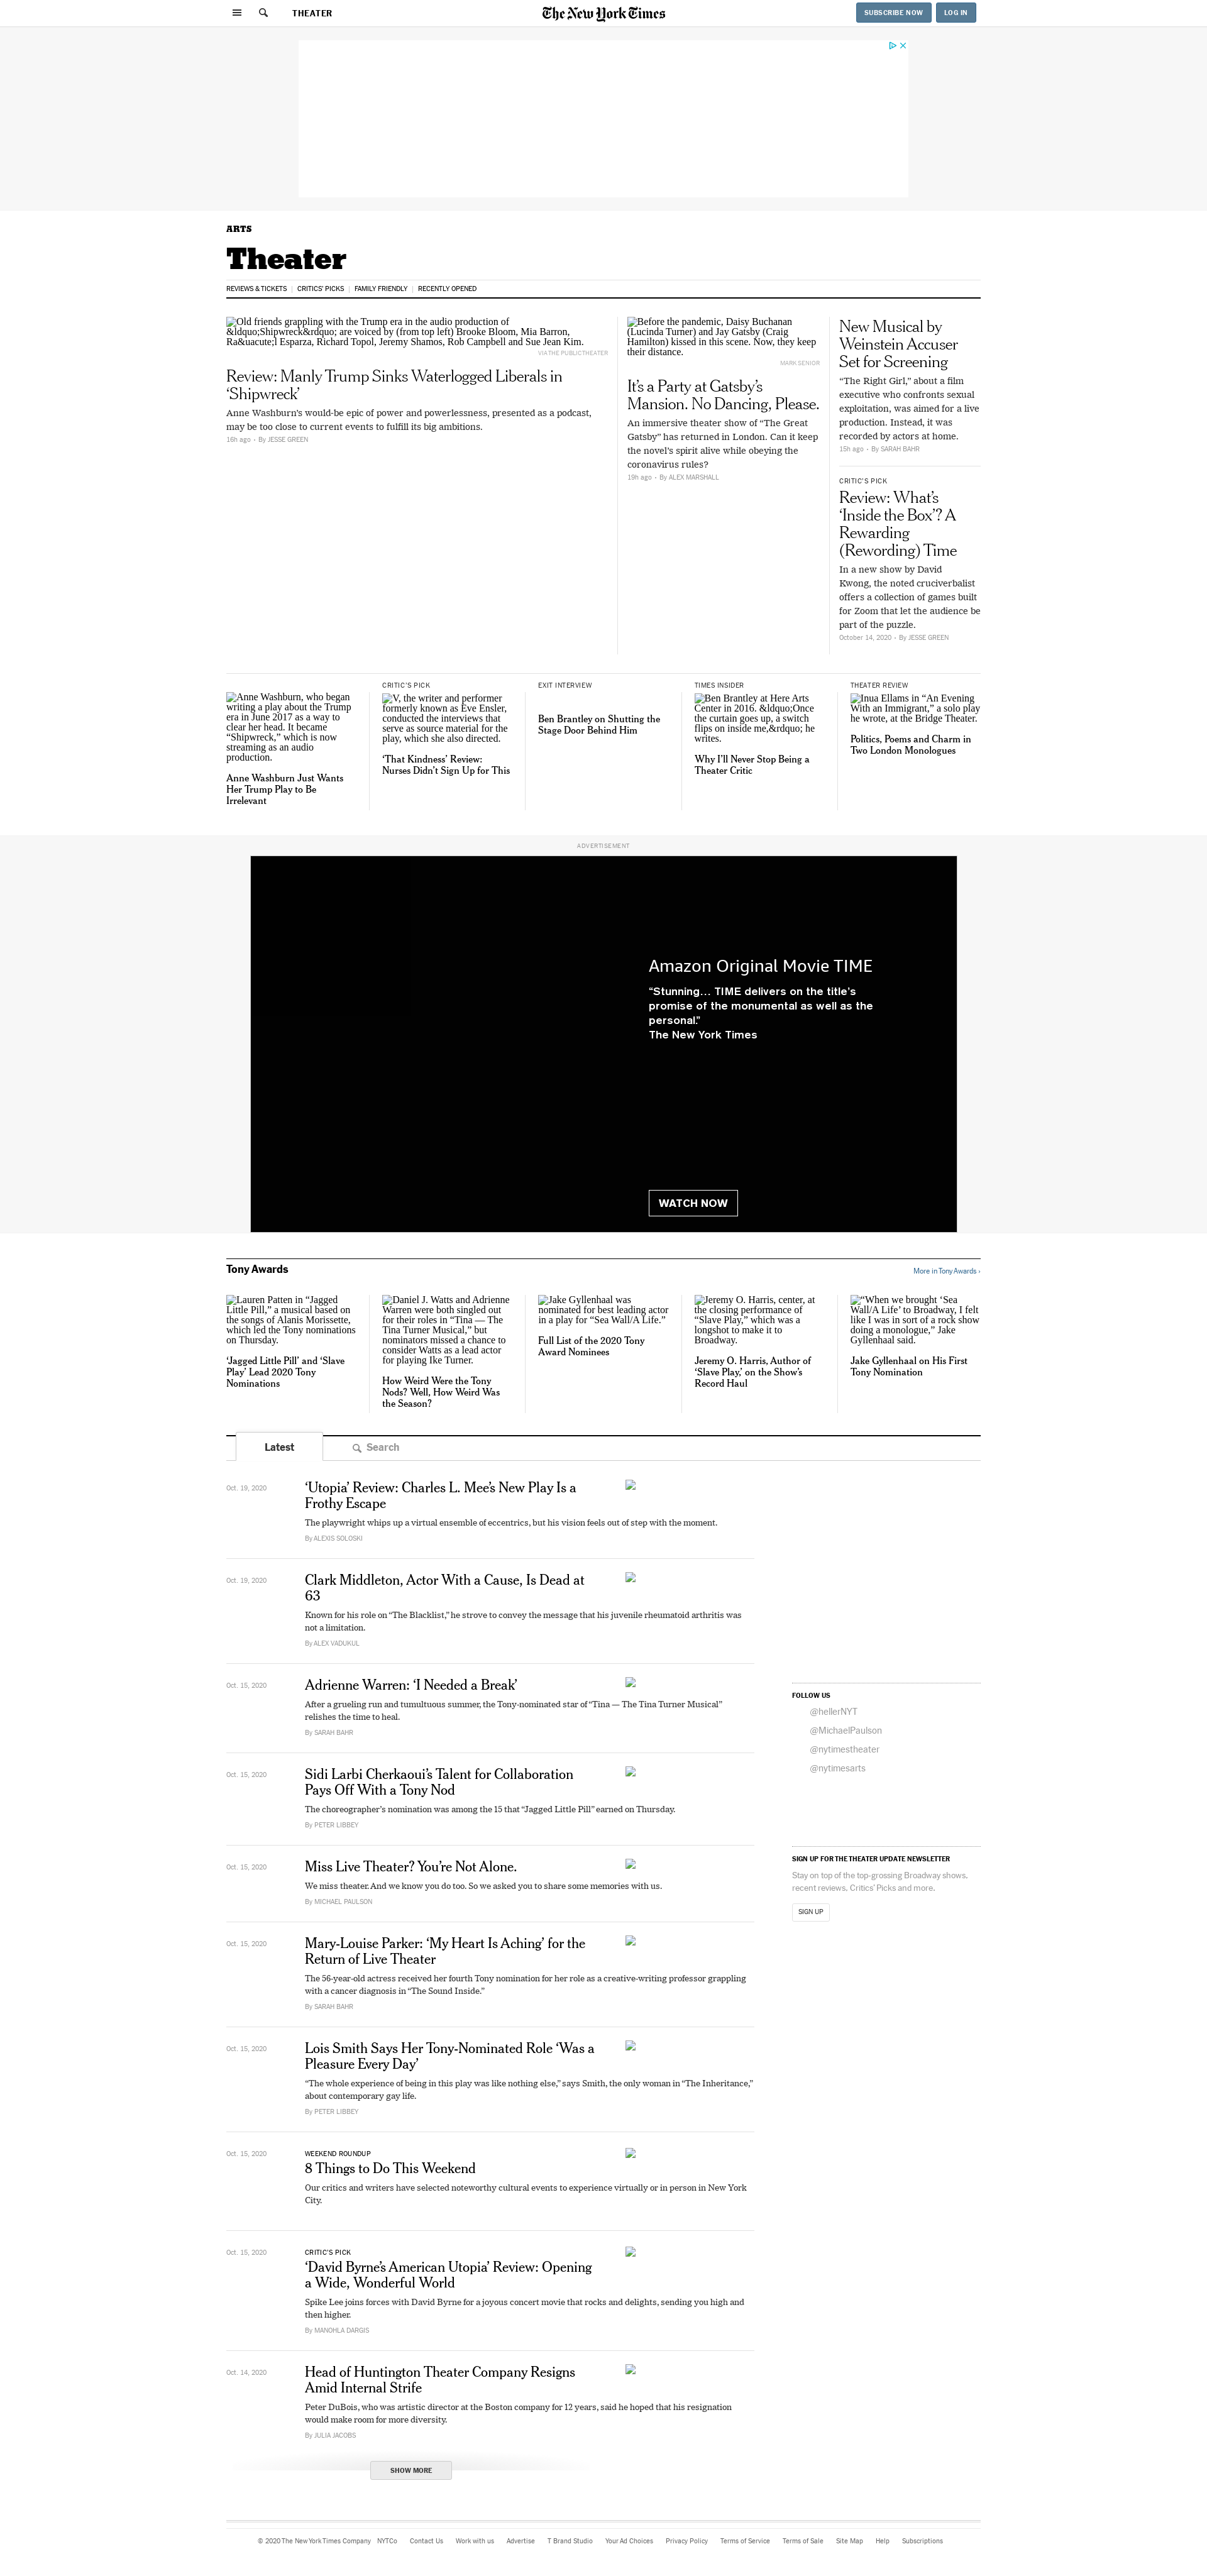 THEATER
The New York Times
SUBSCRIBE NOW
LOG IN
ARTS
Theater
REVIEWS & TICKETS
CRITICS' PICKS
FAMILY FRIENDLY
RECENTLY OPENED
Old friends grappling with the Trump era in the audio production of
&ldquo;Shipwreck&rdquo; are voiced by (from top left) Brooke Bloom, Mia Barron,
Ra&uacute;l Esparza, Richard Topol, Jeremy Shamos, Rob Campbell and Sue Jean Kim.
VIA THE PUBLIC THEATER
Review: Manly Trump Sinks Waterlogged Liberals in
‘Shipwreck’
Anne Washburn’s would-be epic of power and powerlessness, presented as a podcast,
may be too close to current events to fulfill its big ambitions.
16h ago - By JESSE GREEN
Before the pandemic, Daisy Buchanan
(Lucinda Turner) and Jay Gatsby (Craig
Hamilton) kissed in this scene. Now, they keep
their distance.
MARK SENIOR
It’s a Party at Gatsby’s
Mansion. No Dancing, Please.
An immersive theater show of “The Great
Gatsby” has returned in London. Can it keep
the novel’s spirit alive while obeying the
coronavirus rules?
19h ago - By ALEX MARSHALL
New Musical by
Weinstein Accuser
Set for Screening
“The Right Girl,” about a film
executive who confronts sexual
exploitation, was aimed for a live
production. Instead, it was
recorded by actors at home.
15h ago - By SARAH BAHR
CRITIC'S PICK
Review: What’s
‘Inside the Box’? A
Rewarding
(Rewording) Time
In a new show by David
Kwong, the noted cruciverbalist
offers a collection of games built
for Zoom that let the audience be
part of the puzzle.
October 14, 2020 - By JESSE GREEN
Anne Washburn, who began
writing a play about the Trump
era in June 2017 as a way to
clear her head. It became
“Shipwreck,” which is now
streaming as an audio
production.
Anne Washburn Just Wants
Her Trump Play to Be
Irrelevant
CRITIC'S PICK
V, the writer and performer
formerly known as Eve Ensler,
conducted the interviews that
serve as source material for the
play, which she also directed.
‘That Kindness’ Review:
Nurses Didn’t Sign Up for This
EXIT INTERVIEW
Ben Brantley on Shutting the
Stage Door Behind Him
TIMES INSIDER
Ben Brantley at Here Arts
Center in 2016. &ldquo;Once
the curtain goes up, a switch
flips on inside me,&rdquo; he
writes.
Why I’ll Never Stop Being a
Theater Critic
THEATER REVIEW
Inua Ellams in “An Evening
With an Immigrant,” a solo play
he wrote, at the Bridge Theater.
Politics, Poems and Charm in
Two London Monologues
ADVERTISEMENT
Amazon Original Movie TIME
“Stunning… TIME delivers on the title’s
promise of the monumental as well as the
personal.”
The New York Times
WATCH NOW
Tony Awards
More in Tony Awards ›
Lauren Patten in “Jagged
Little Pill,” a musical based on
the songs of Alanis Morissette,
which led the Tony nominations
on Thursday.
‘Jagged Little Pill’ and ‘Slave
Play’ Lead 2020 Tony
Nominations
Daniel J. Watts and Adrienne
Warren were both singled out
for their roles in “Tina — The
Tina Turner Musical,” but
nominators missed a chance to
consider Watts as a lead actor
for playing Ike Turner.
How Weird Were the Tony
Nods? Well, How Weird Was
the Season?
Jake Gyllenhaal was
nominated for best leading actor
in a play for “Sea Wall/A Life.”
Full List of the 2020 Tony
Award Nominees
Jeremy O. Harris, center, at
the closing performance of
“Slave Play,” which was a
longshot to make it to
Broadway.
Jeremy O. Harris, Author of
‘Slave Play,’ on the Show’s
Record Haul
“When we brought ‘Sea
Wall/A Life’ to Broadway, I felt
like I was in sort of a rock show
doing a monologue,” Jake
Gyllenhaal said.
Jake Gyllenhaal on His First
Tony Nomination
Latest
Search
Oct. 19, 2020
‘Utopia’ Review: Charles L. Mee’s New Play Is a
Frothy Escape
The playwright whips up a virtual ensemble of eccentrics, but his vision feels out of step with the moment.
By ALEXIS SOLOSKI
Oct. 19, 2020
Clark Middleton, Actor With a Cause, Is Dead at
63
Known for his role on “The Blacklist,” he strove to convey the message that his juvenile rheumatoid arthritis was
not a limitation.
By ALEX VADUKUL
Oct. 15, 2020
Adrienne Warren: ‘I Needed a Break’
After a grueling run and tumultuous summer, the Tony-nominated star of “Tina — The Tina Turner Musical”
relishes the time to heal.
By SARAH BAHR
Oct. 15, 2020
Sidi Larbi Cherkaoui’s Talent for Collaboration
Pays Off With a Tony Nod
The choreographer’s nomination was among the 15 that “Jagged Little Pill” earned on Thursday.
By PETER LIBBEY
Oct. 15, 2020
Miss Live Theater? You’re Not Alone.
We miss theater. And we know you do too. So we asked you to share some memories with us.
By MICHAEL PAULSON
Oct. 15, 2020
Mary-Louise Parker: ‘My Heart Is Aching’ for the
Return of Live Theater
The 56-year-old actress received her fourth Tony nomination for her role as a creative-writing professor grappling
with a cancer diagnosis in “The Sound Inside.”
By SARAH BAHR
Oct. 15, 2020
Lois Smith Says Her Tony-Nominated Role ‘Was a
Pleasure Every Day’
“The whole experience of being in this play was like nothing else,” says Smith, the only woman in “The Inheritance,”
about contemporary gay life.
By PETER LIBBEY
Oct. 15, 2020
WEEKEND ROUNDUP
8 Things to Do This Weekend
Our critics and writers have selected noteworthy cultural events to experience virtually or in person in New York
City.
Oct. 15, 2020
CRITIC'S PICK
‘David Byrne’s American Utopia’ Review: Opening
a Wide, Wonderful World
Spike Lee joins forces with David Byrne for a joyous concert movie that rocks and delights, sending you high and
then higher.
By MANOHLA DARGIS
Oct. 14, 2020
Head of Huntington Theater Company Resigns
Amid Internal Strife
Peter DuBois, who was artistic director at the Boston company for 12 years, said he hoped that his resignation
would make room for more diversity.
By JULIA JACOBS
SHOW MORE
FOLLOW US
@hellerNYT
@MichaelPaulson
@nytimestheater
@nytimesarts
SIGN UP FOR THE THEATER UPDATE NEWSLETTER
Stay on top of the top-grossing Broadway shows,
recent reviews, Critics’ Picks and more.
SIGN UP
© 2020 The New York Times Company
NYTCo
Contact Us
Work with us
Advertise
T Brand Studio
Your Ad Choices
Privacy Policy
Terms of Service
Terms of Sale
Site Map
Help
Subscriptions